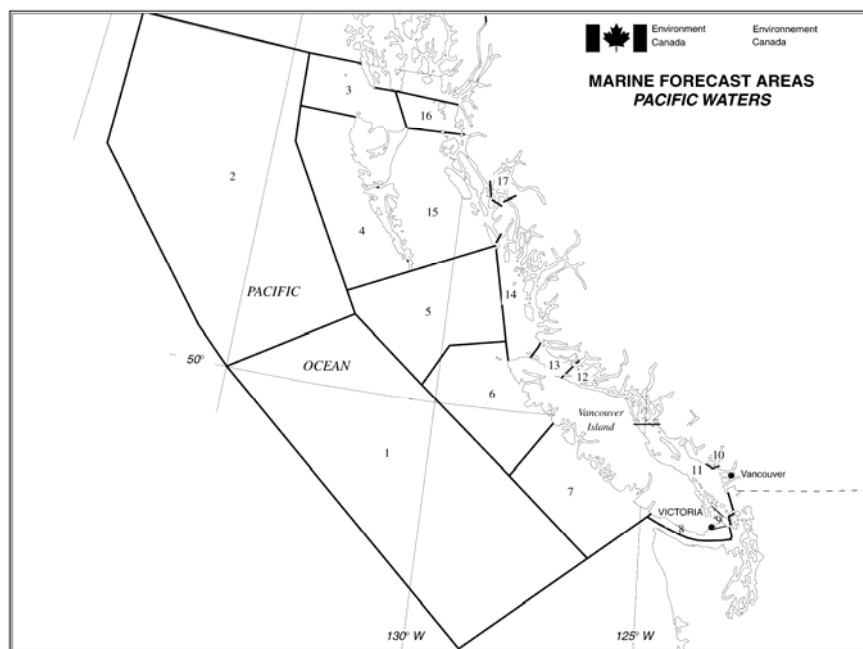 Environment Environnement
Canada Canada
MARINE FORECAST AREAS
PACIFIC WATERS
3
16
2
17
15
4
PACIFIC
14
5
50°
OCEAN
13
12
6
Vancouver
Island
1
10
11
Vancouver
7
VICTORIA
9
8
130° W
125° W